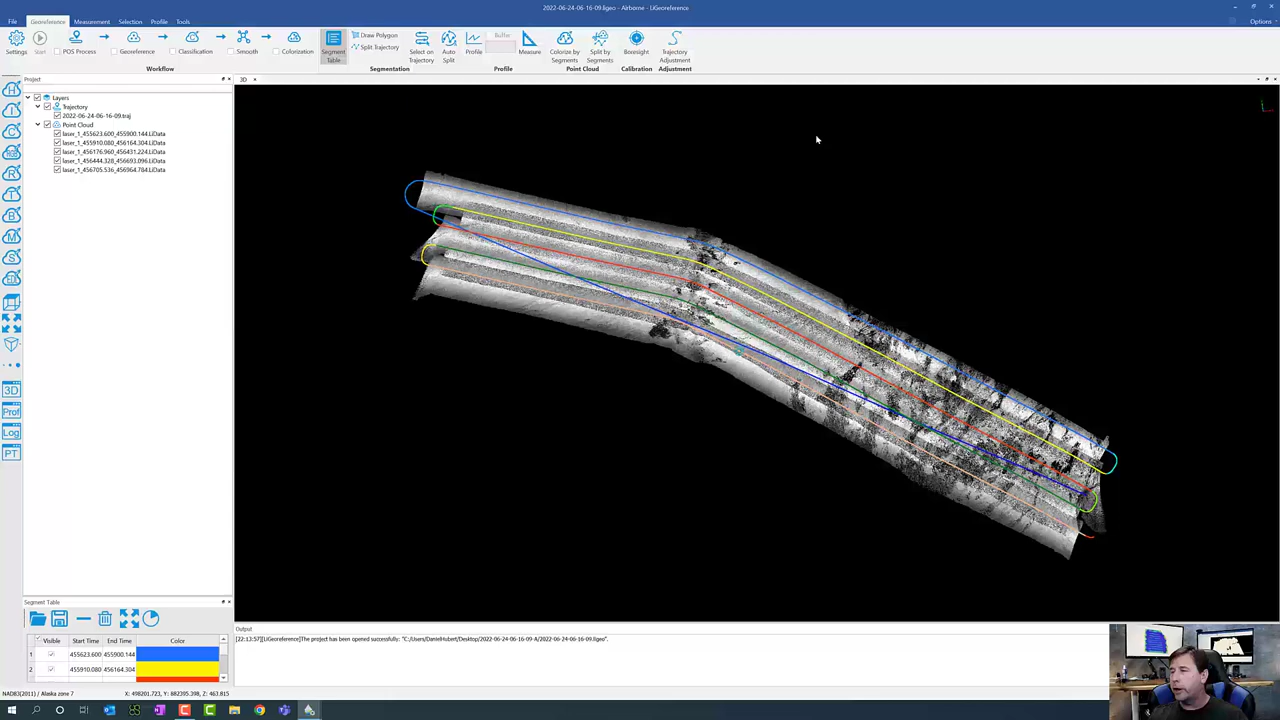 2022-06-24-06-16-09.ligeo - Airborne - LiGeoreference
File Georeference Measurement Selection Profile Tools Options
Settings Start POS Process Georeference Classification Smooth Colorization
Workflow
Segment Table Draw Polygon Split Trajectory Select on Trajectory Auto Split
Segmentation
Profile Buffer Measure
Profile
Colorize by Segments Split by Segments
Point Cloud
Boresight
Calibration
Trajectory Adjustment
Adjustment
Project
Layers
Trajectory
2022-06-24-06-16-09.traj
Point Cloud
laser_1_455623.600_455900.144.LiData
laser_1_455910.080_456164.304.LiData
laser_1_456176.960_456431.224.LiData
laser_1_456444.328_456693.096.LiData
laser_1_456705.536_456964.784.LiData
H
I
C
RGB
R
T
B
M
S
3D
Prof
Log
PT
3D
Segment Table
Visible Start Time End Time Color
1 455623.600 455900.144
2 455910.080 456164.304
Output
[22:13:57][LiGeoreference]The project has been opened successfully: "C:/Users/DanielHubert/Desktop/2022-06-24-06-16-09-A/2022-06-24-06-16-09.ligeo".
NAD83(2011) / Alaska zone 7 X: 498201.723, Y: 882395.398, Z: 463.815